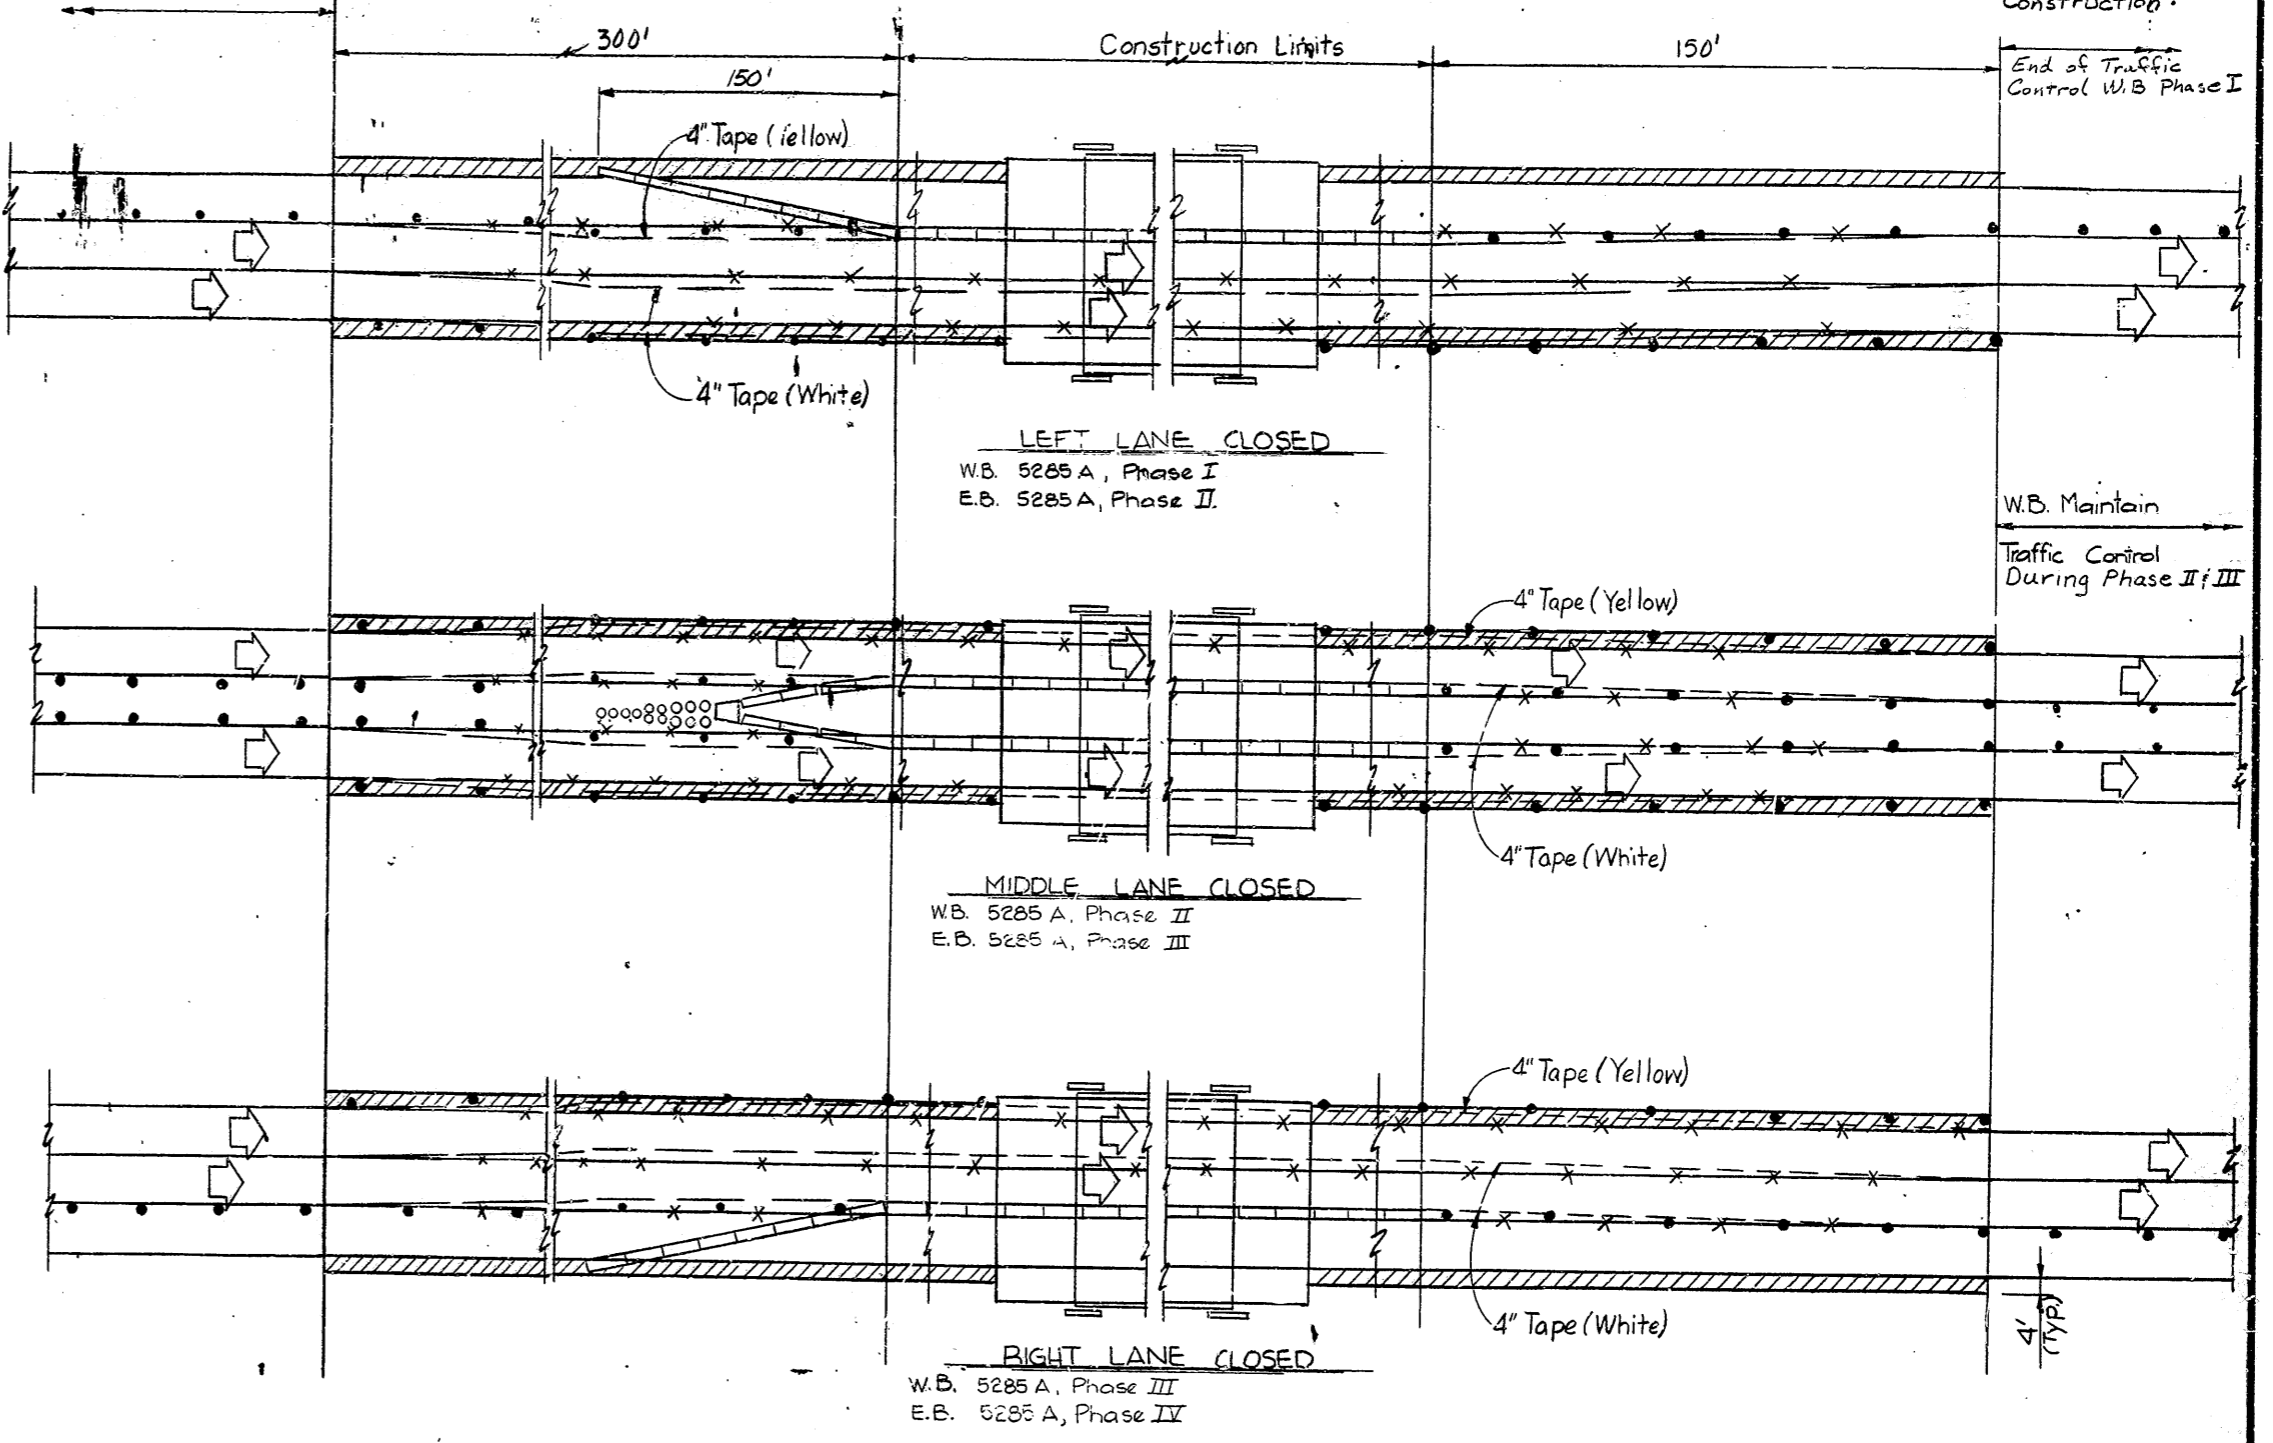 Construction.
300'
Construction Limits
150'
150'
End of Traffic
Control W.B Phase I
4" Tape (Yellow)
4" Tape (White)
LEFT LANE CLOSED
W.B. 5285 A, Phase I
E.B. 5285 A, Phase II.
W.B. Maintain
Traffic Control
During Phase II & III
4" Tape (Yellow)
4" Tape (White)
MIDDLE LANE CLOSED
W.B. 5285 A, Phase II
E.B. 5285 A, Phase III
4" Tape (Yellow)
4" Tape (White)
4'
(Typ.)
RIGHT LANE CLOSED
W.B. 5285 A, Phase III
E.B. 5285 A, Phase IV